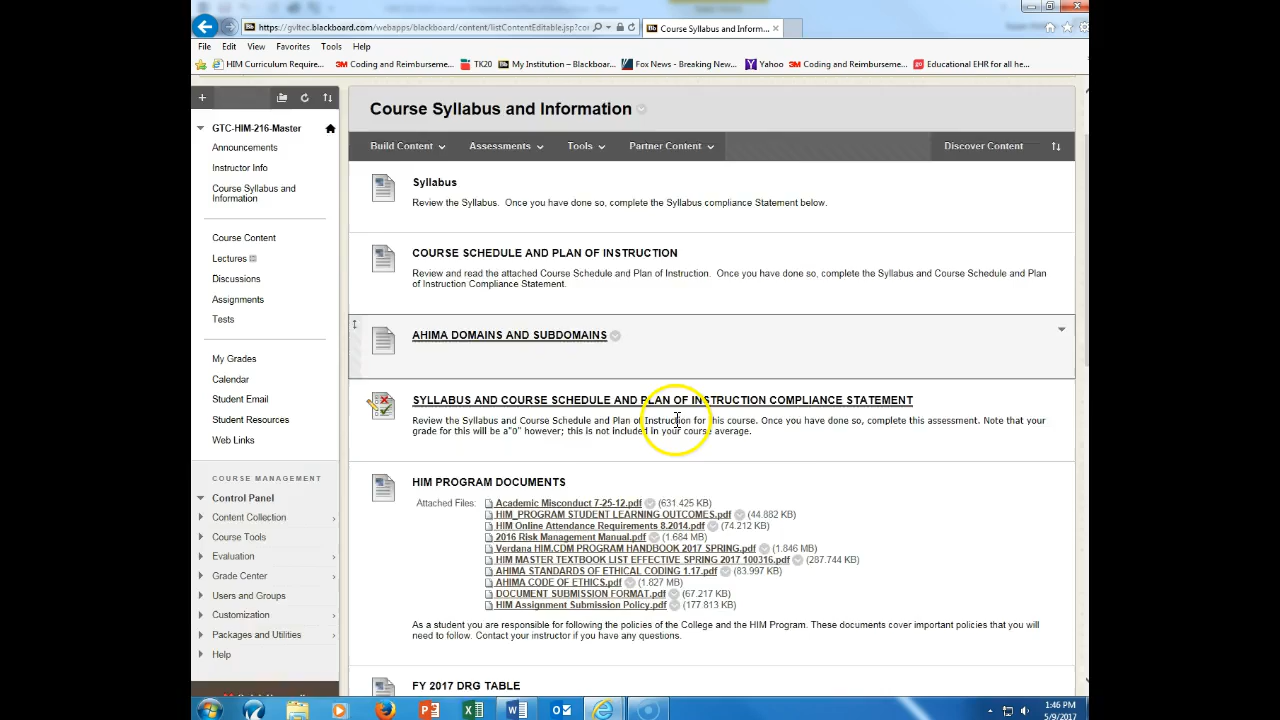 https://gvltec.blackboard.com/webapps/blackboard/content/listContentEditable.jsp?co
Course Syllabus and Inform...
File Edit View Favorites Tools Help
HIM Curriculum Require... 3M Coding and Reimburseme... TK20 My Institution – Blackboar... Fox News - Breaking New... Yahoo 3M Coding and Reimburseme... Educational EHR for all he...
GTC-HIM-216-Master
Announcements
Instructor Info
Course Syllabus and
Information
Course Content
Lectures
Discussions
Assignments
Tests
My Grades
Calendar
Student Email
Student Resources
Web Links
COURSE MANAGEMENT
Control Panel
Content Collection
Course Tools
Evaluation
Grade Center
Users and Groups
Customization
Packages and Utilities
Help
Course Syllabus and Information
Build Content Assessments Tools Partner Content Discover Content
Syllabus
Review the Syllabus. Once you have done so, complete the Syllabus compliance Statement below.
COURSE SCHEDULE AND PLAN OF INSTRUCTION
Review and read the attached Course Schedule and Plan of Instruction. Once you have done so, complete the Syllabus and Course Schedule and Plan
of Instruction Compliance Statement.
AHIMA DOMAINS AND SUBDOMAINS
SYLLABUS AND COURSE SCHEDULE AND PLAN OF INSTRUCTION COMPLIANCE STATEMENT
Review the Syllabus and Course Schedule and Plan of Instruction for this course. Once you have done so, complete this assessment. Note that your
grade for this will be a"0" however; this is not included in your course average.
HIM PROGRAM DOCUMENTS
Attached Files: Academic Misconduct 7-25-12.pdf (631.425 KB)
HIM_PROGRAM STUDENT LEARNING OUTCOMES.pdf (44.882 KB)
HIM Online Attendance Requirements 8.2014.pdf (74.212 KB)
2016 Risk Management Manual.pdf (1.684 MB)
Verdana HIM.CDM PROGRAM HANDBOOK 2017 SPRING.pdf (1.846 MB)
HIM MASTER TEXTBOOK LIST EFFECTIVE SPRING 2017 100316.pdf (287.744 KB)
AHIMA STANDARDS OF ETHICAL CODING 1.17.pdf (83.997 KB)
AHIMA CODE OF ETHICS.pdf (1.827 MB)
DOCUMENT SUBMISSION FORMAT.pdf (67.217 KB)
HIM Assignment Submission Policy.pdf (177.813 KB)
As a student you are responsible for following the policies of the College and the HIM Program. These documents cover important policies that you will
need to follow. Contact your instructor if you have any questions.
FY 2017 DRG TABLE
1:46 PM
5/9/2017